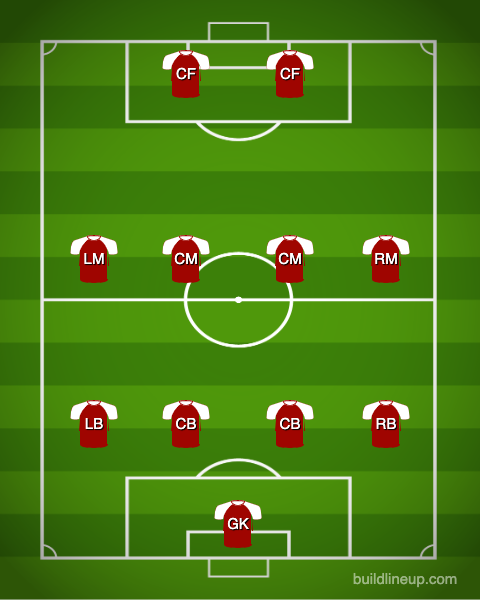 CF CF
LM CM CM RM
LB CB CB RB
GK
buildlineup.com